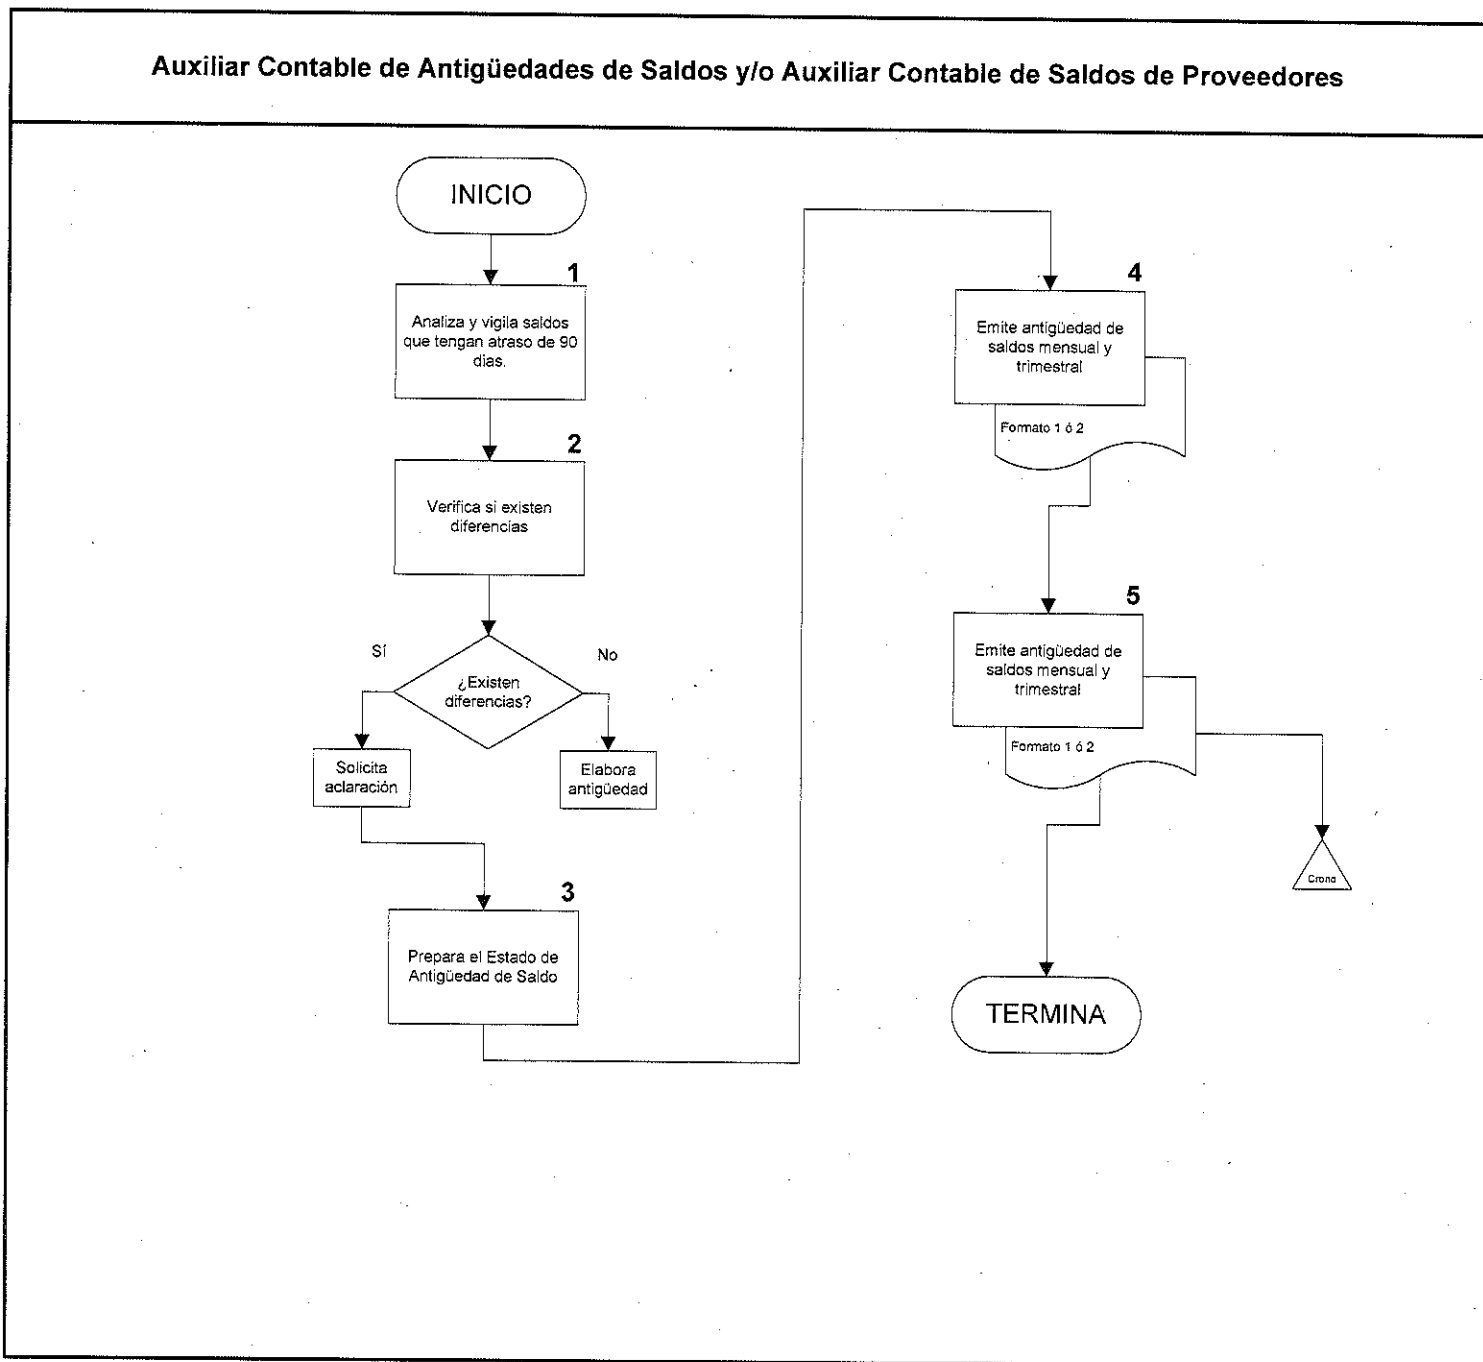 Auxiliar Contable de Antigüedades de Saldos y/o Auxiliar Contable de Saldos de Proveedores
INICIO
1
Analiza y vigila saldos
que tengan atraso de 90
dias.
2
Verifica si existen
diferencias
Sí
No
¿Existen
diferencias?
Solicita
aclaración
Elabora
antigüedad
3
Prepara el Estado de
Antigüedad de Saldo
4
Emite antigüedad de
saldos mensual y
trimestral
Formato 1 ó 2
5
Emite antigüedad de
saldos mensual y
trimestral
Formato 1 ó 2
Crono
TERMINA